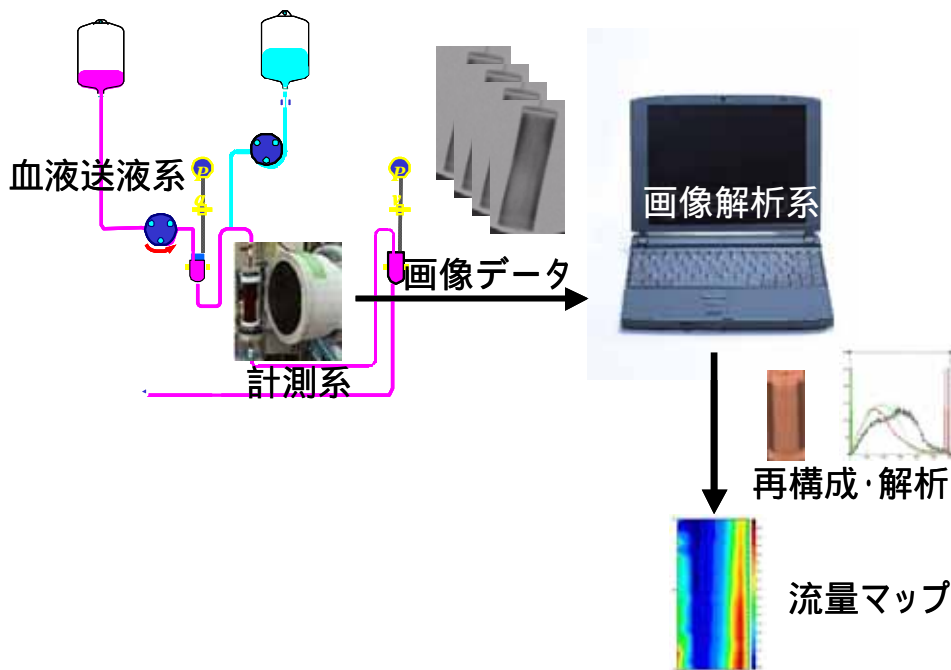 血液送液系
画像解析系
画像データ
計測系
再構成・解析
流量マップ